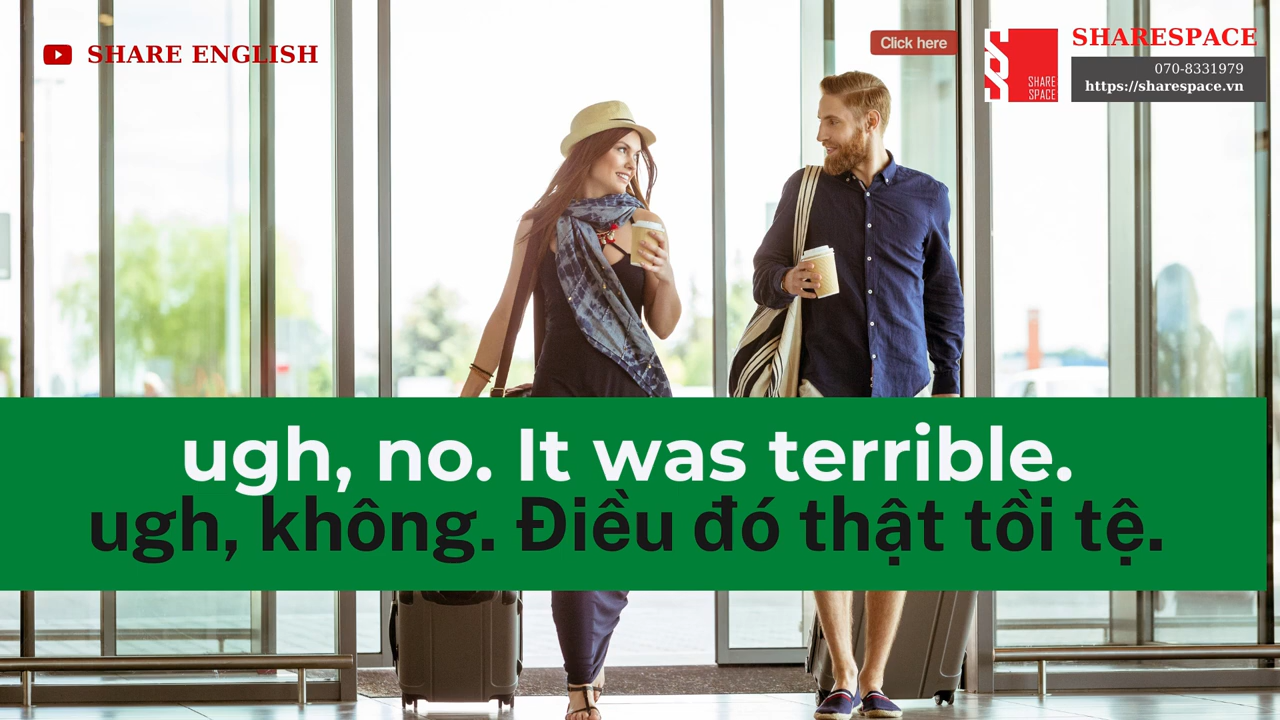 SHARE ENGLISH
Click here
SHARE
SPACE
SHARESPACE
070-8331979
https://sharespace.vn
ugh, no. It was terrible.
ugh, không. Điều đó thật tồi tệ.